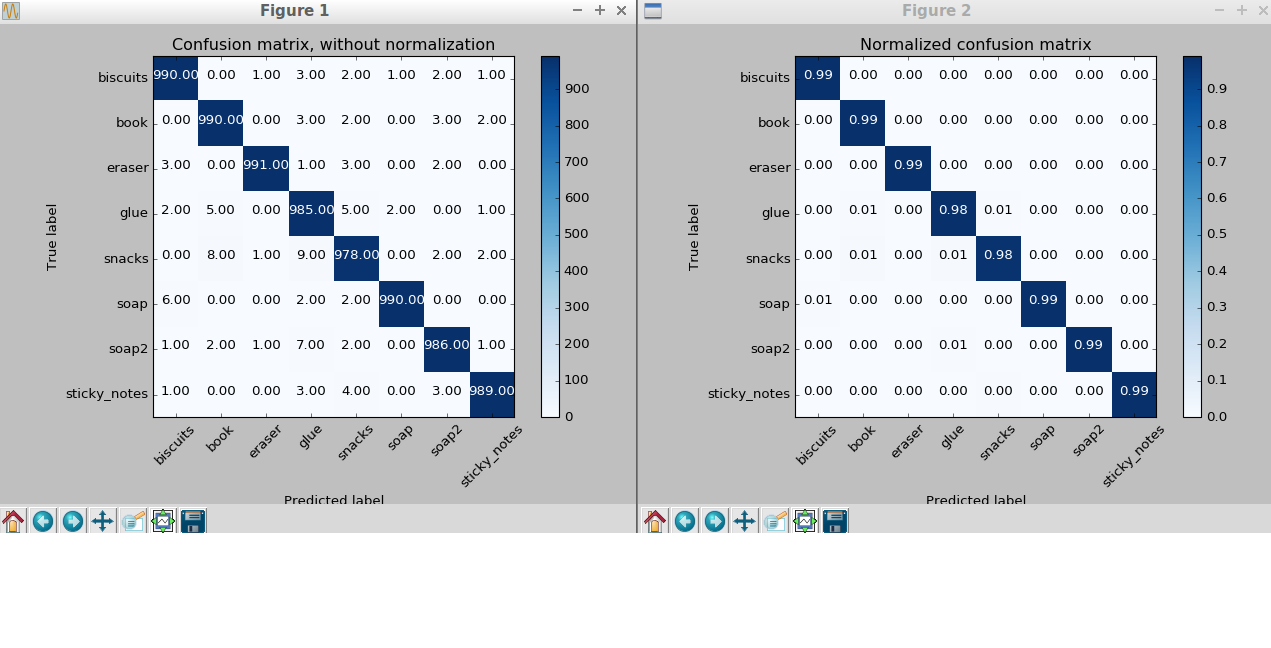 Figure 1
Confusion matrix, without normalization
biscuits 990.00 0.00 1.00 3.00 2.00 1.00 2.00 1.00
900
book 0.00 990.00 0.00 3.00 2.00 0.00 3.00 2.00
800
eraser 3.00 0.00 991.00 1.00 3.00 0.00 2.00 0.00
700
600
glue 2.00 5.00 0.00 985.00 5.00 2.00 0.00 1.00
500
True label
snacks 0.00 8.00 1.00 9.00 978.00 0.00 2.00 2.00
400
soap 6.00 0.00 0.00 2.00 2.00 990.00 0.00 0.00
300
soap2 1.00 2.00 1.00 7.00 2.00 0.00 986.00 1.00
200
100
sticky_notes 1.00 0.00 0.00 3.00 4.00 0.00 3.00 989.00
0
biscuits book eraser glue snacks soap soap2 sticky_notes
Predicted label
Figure 2
Normalized confusion matrix
biscuits 0.99 0.00 0.00 0.00 0.00 0.00 0.00 0.00
0.9
book 0.00 0.99 0.00 0.00 0.00 0.00 0.00 0.00
0.8
eraser 0.00 0.00 0.99 0.00 0.00 0.00 0.00 0.00
0.7
0.6
glue 0.00 0.01 0.00 0.98 0.01 0.00 0.00 0.00
0.5
True label
snacks 0.00 0.01 0.00 0.01 0.98 0.00 0.00 0.00
0.4
soap 0.01 0.00 0.00 0.00 0.00 0.99 0.00 0.00
0.3
soap2 0.00 0.00 0.00 0.01 0.00 0.00 0.99 0.00
0.2
0.1
sticky_notes 0.00 0.00 0.00 0.00 0.00 0.00 0.00 0.99
0.0
biscuits book eraser glue snacks soap soap2 sticky_notes
Predicted label